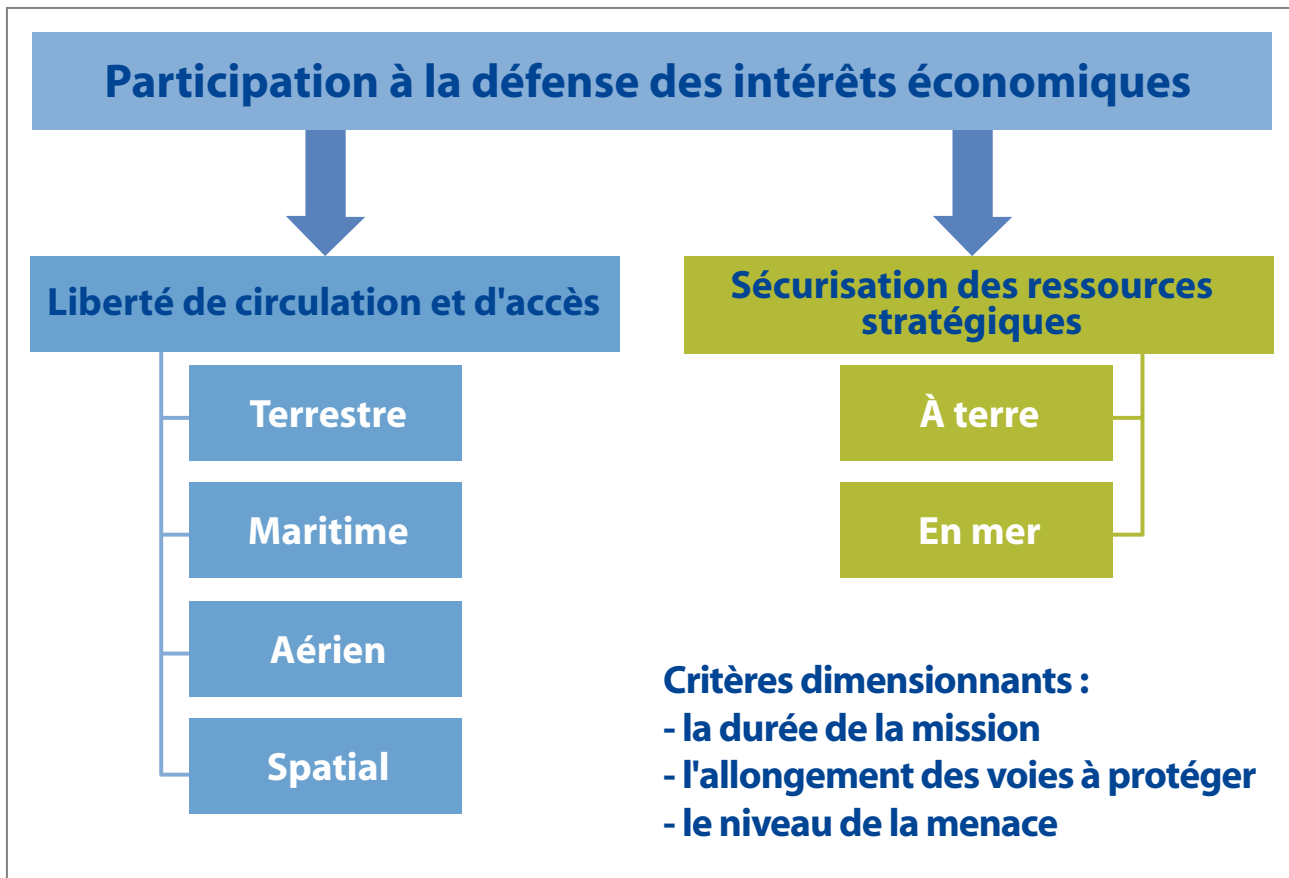 Participation à la défense des intérêts économiques
Liberté de circulation et d'accès
Terrestre
Maritime
Aérien
Spatial
Sécurisation des ressources
stratégiques
À terre
En mer
Critères dimensionnants :
- la durée de la mission
- l'allongement des voies à protéger
- le niveau de la menace